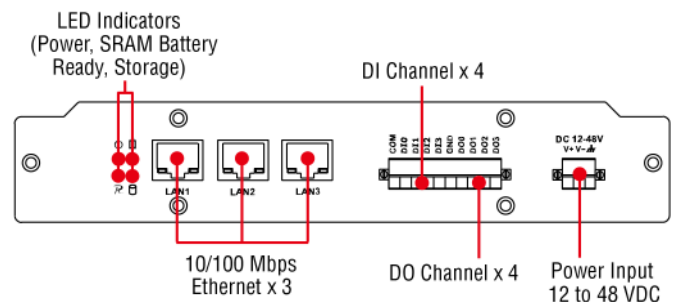 LED Indicators
(Power, SRAM Battery
Ready, Storage)
DI Channel x 4
COM
DI0
DI1
DI2
DI3
GND
DO0
DO1
DO2
DO3
DC 12-48V
V+ V-
LAN1
LAN2
LAN3
R
10/100 Mbps
Ethernet x 3
DO Channel x 4
Power Input
12 to 48 VDC